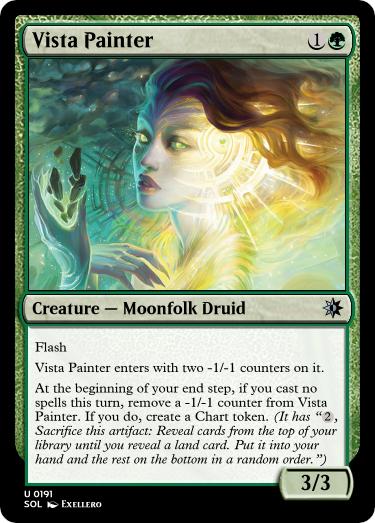 Vista Painter 1
Creature — Moonfolk Druid
Flash
Vista Painter enters with two -1/-1 counters on it.
At the beginning of your end step, if you cast no
spells this turn, remove a -1/-1 counter from Vista
Painter. If you do, create a Chart token. (It has “2,
Sacrifice this artifact: Reveal cards from the top of your
library until you reveal a land card. Put it into your
hand and the rest on the bottom in a random order.”)
3/3
U 0191
SOL Exellero